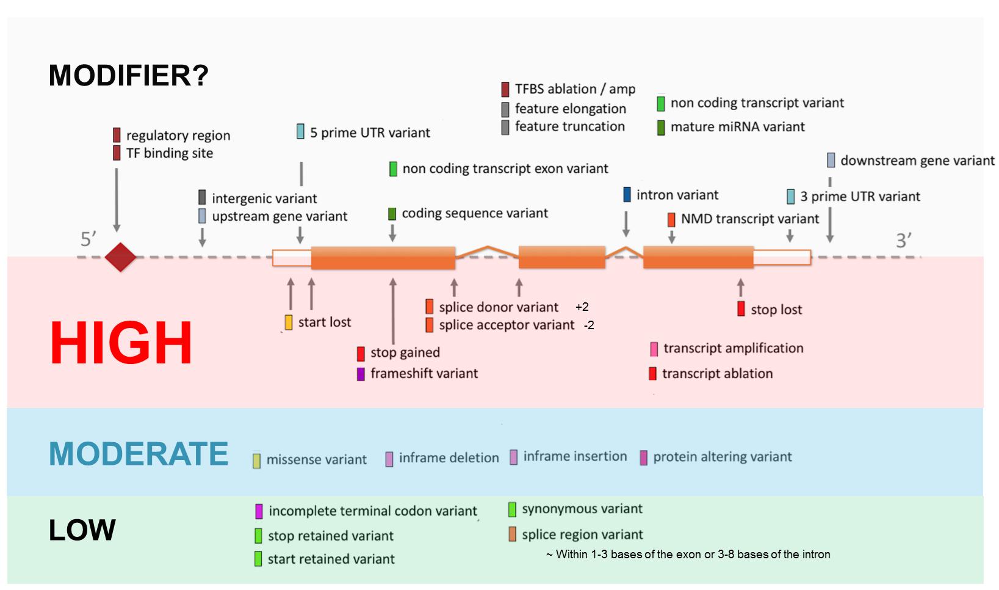 MODIFIER?
TFBS ablation / amp
feature elongation
feature truncation
non coding transcript variant
mature miRNA variant
regulatory region
TF binding site
5 prime UTR variant
non coding transcript exon variant
downstream gene variant
intergenic variant
upstream gene variant
coding sequence variant
intron variant
3 prime UTR variant
NMD transcript variant
5’
3’
HIGH
start lost
splice donor variant +2
splice acceptor variant -2
stop lost
stop gained
frameshift variant
transcript amplification
transcript ablation
MODERATE
missense variant
inframe deletion
inframe insertion
protein altering variant
LOW
incomplete terminal codon variant
stop retained variant
start retained variant
synonymous variant
splice region variant
~ Within 1-3 bases of the exon or 3-8 bases of the intron